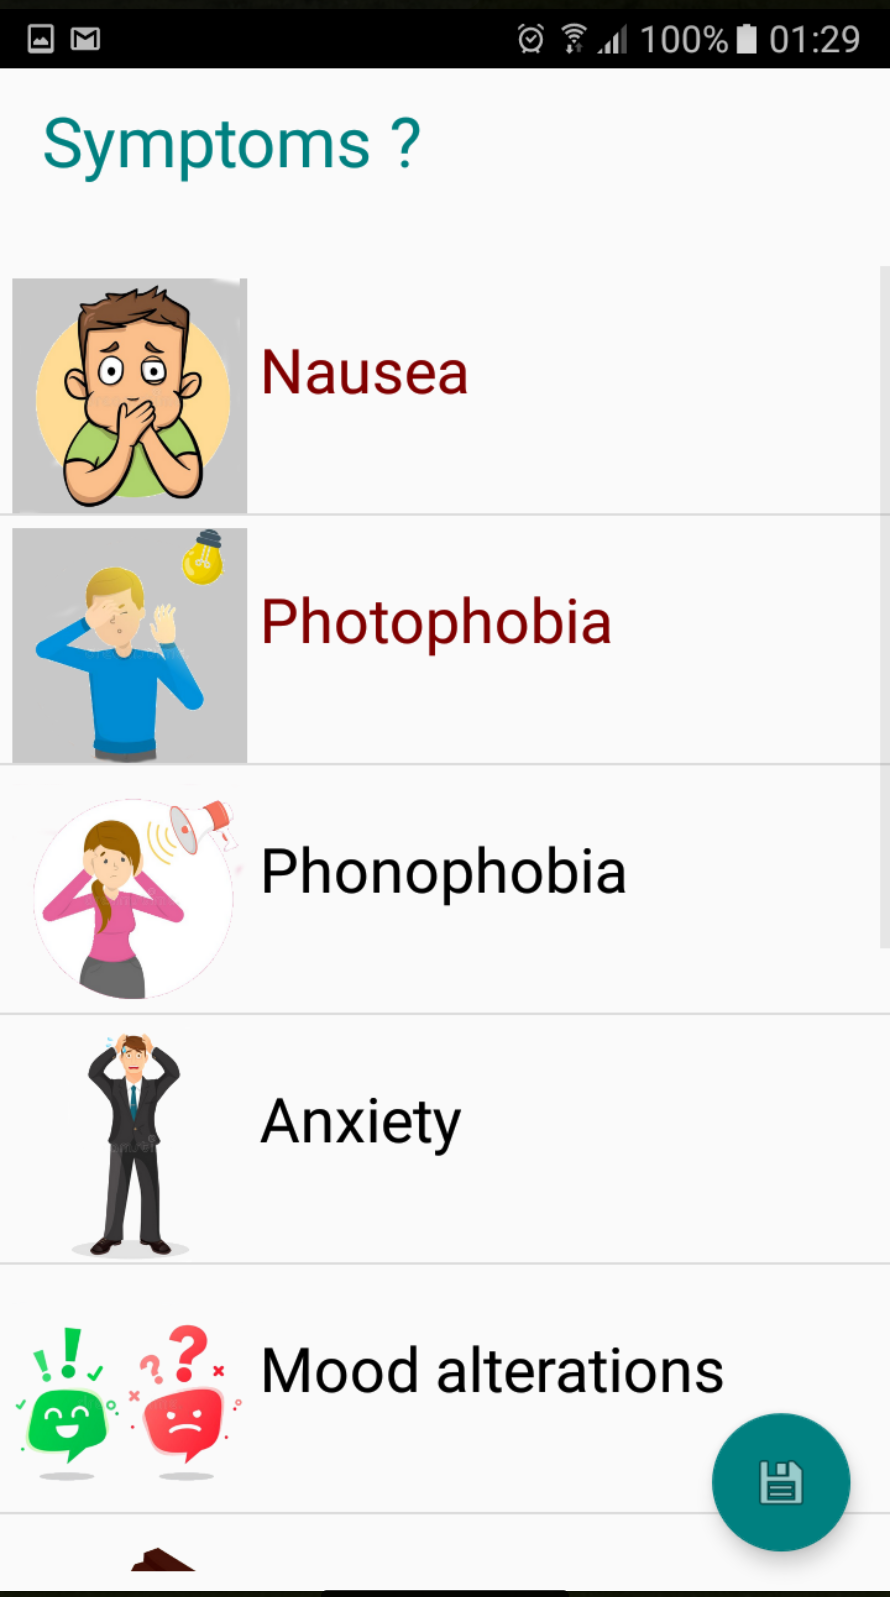 100% 01:29
Symptoms ?
Nausea
Photophobia
Phonophobia
Anxiety
Mood alterations